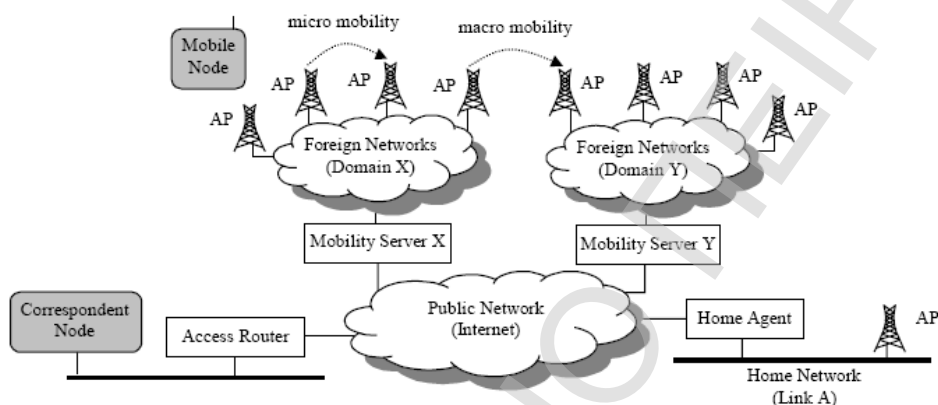 micro mobility
macro mobility
Mobile
Node
AP
AP
AP
AP
AP
AP
AP
AP
Foreign Networks
(Domain X)
Foreign Networks
(Domain Y)
Mobility Server X
Mobility Server Y
Correspondent
Node
Access Router
Public Network
(Internet)
Home Agent
AP
Home Network
(Link A)